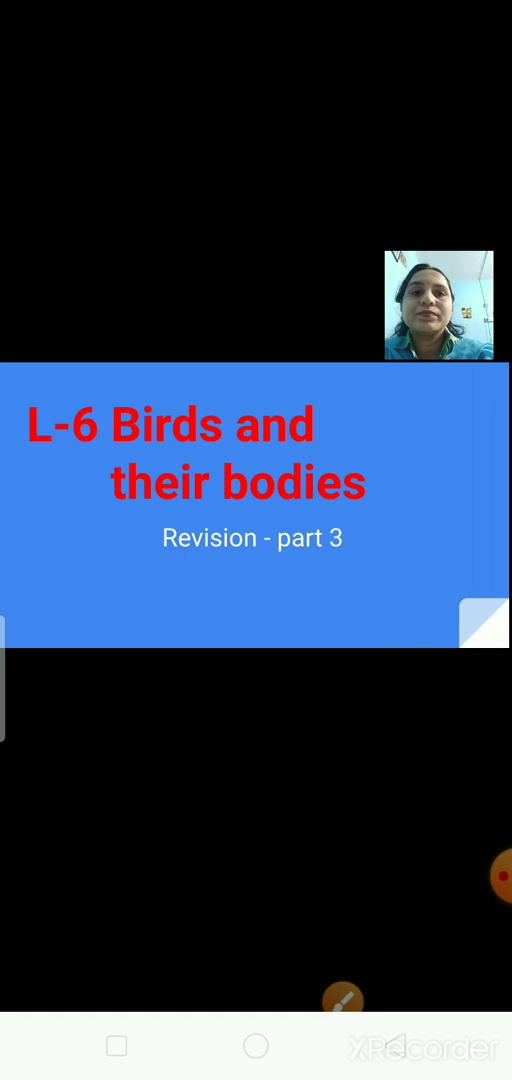 L-6 Birds and
their bodies
Revision - part 3
XRecorder